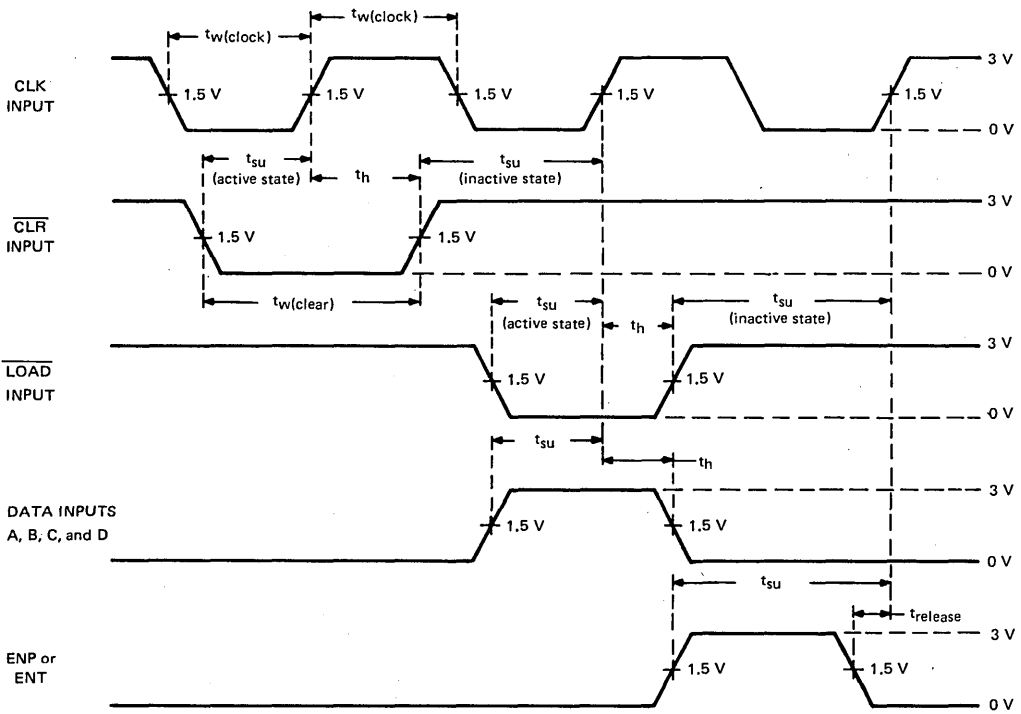 tw(clock)
tw(clock)
CLK
INPUT
1.5 V
1.5 V
1.5 V
1.5 V
1.5 V
3 V
0 V
tsu
(active state)
th
tsu
(inactive state)
CLR
INPUT
1.5 V
1.5 V
3 V
0 V
tw(clear)
tsu
(active state)
th
tsu
(inactive state)
LOAD
INPUT
1.5 V
1.5 V
3 V
0 V
tsu
th
DATA INPUTS
A, B, C, and D
1.5 V
1.5 V
3 V
0 V
tsu
trelease
ENP or
ENT
1.5 V
1.5 V
3 V
0 V